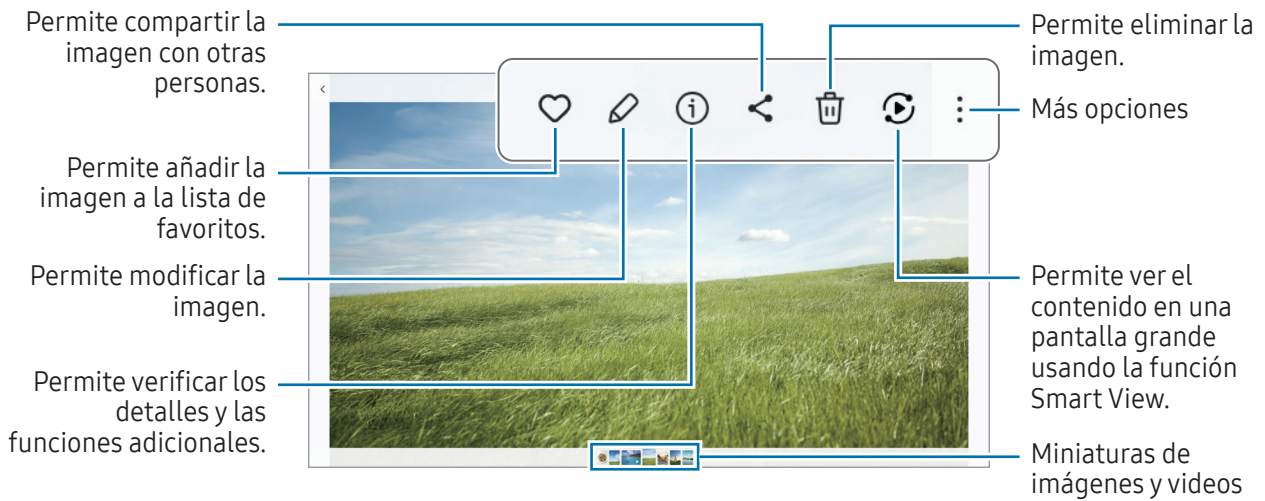 Permite compartir la
imagen con otras
personas.
Permite añadir la
imagen a la lista de
favoritos.
Permite modificar la
imagen.
Permite verificar los
detalles y las
funciones adicionales.
Permite eliminar la
imagen.
Más opciones
Permite ver el
contenido en una
pantalla grande
usando la función
Smart View.
Miniaturas de
imágenes y videos